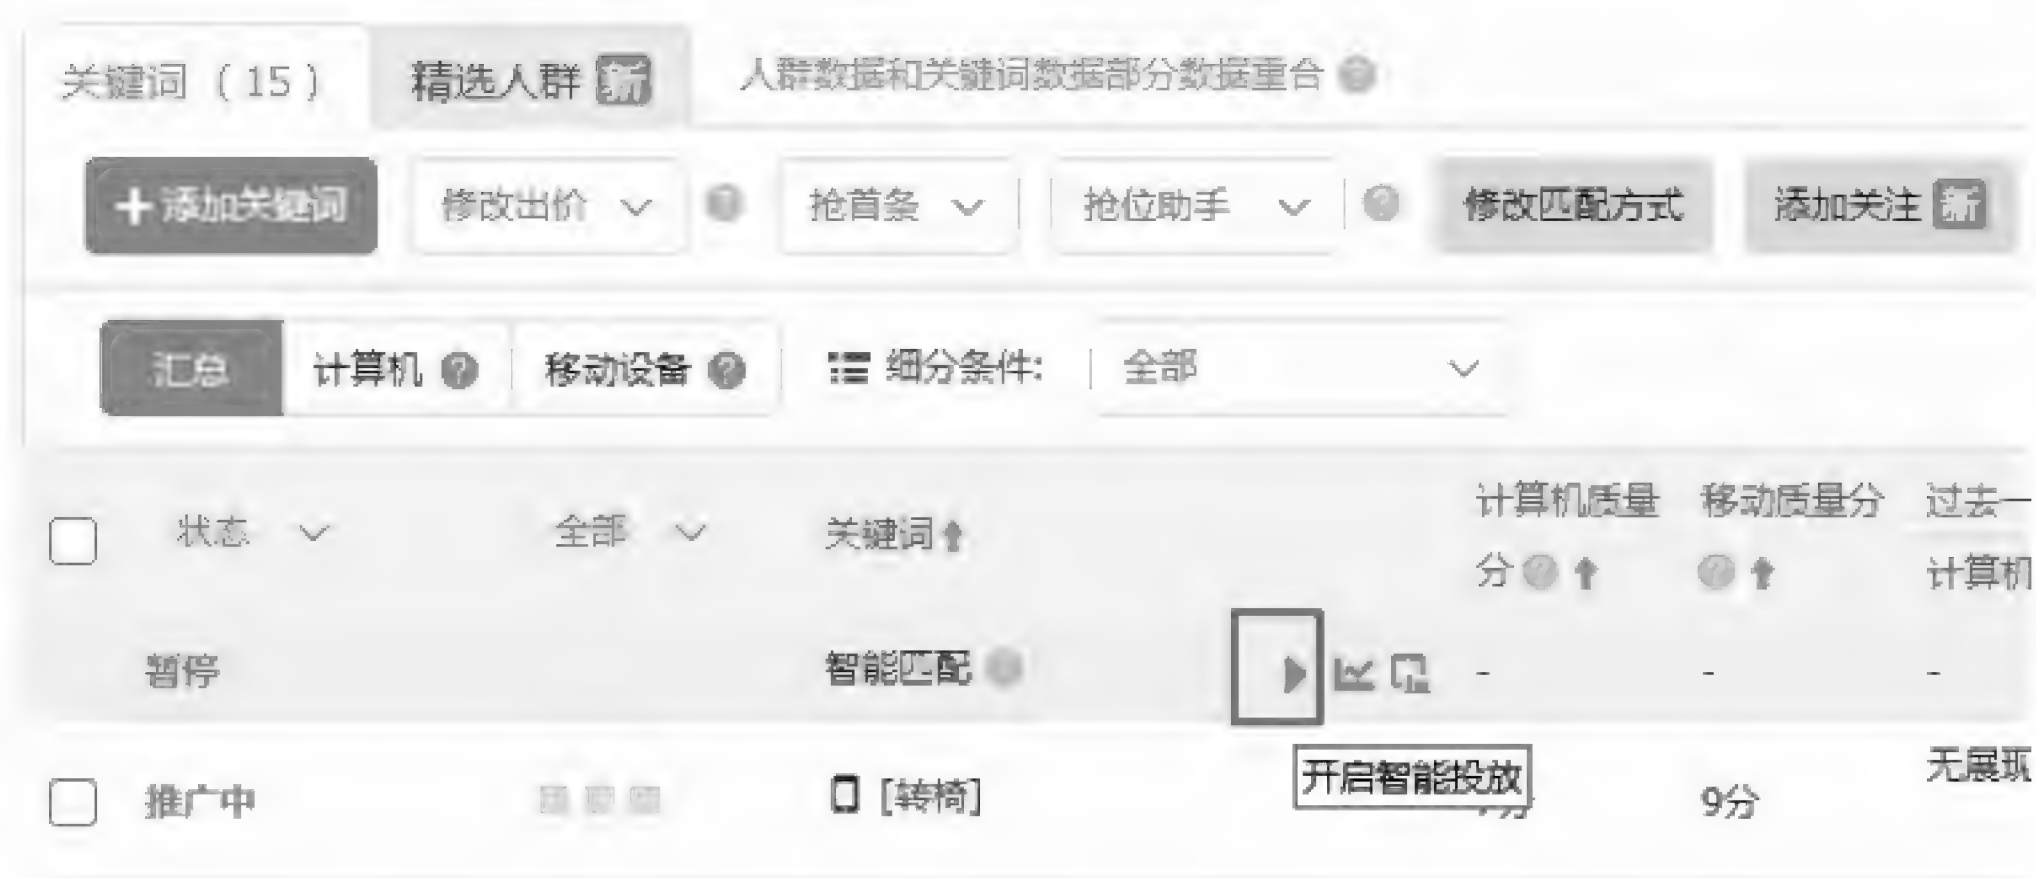 关键词（15） 精选人群 新 人群数据和关键词数据部分数据重合
+添加关键词 修改出价 抢首条 抢位助手 修改匹配方式 添加关注 新
汇总 计算机 移动设备 细分条件: 全部
状态 全部 关键词 计算机质量分 移动质量分 过去一
计算机
暂停 智能匹配 - - -
开启智能投放
推广中 [转椅] 9分 无展现